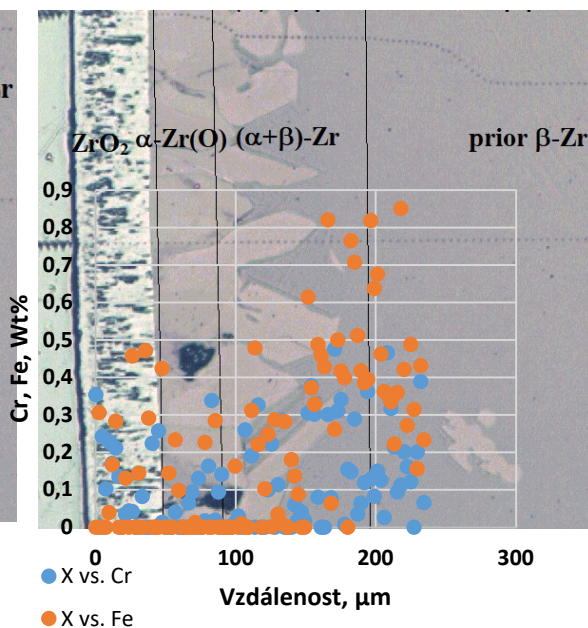 r
ZrO₂ α-Zr(O) (α+β)-Zr prior β-Zr
0,9
0,8
0,7
0,6
0,5
0,4
0,3
0,2
0,1
0
Cr, Fe, Wt%
0 100 200 300
Vzdálenost, µm
X vs. Cr
X vs. Fe